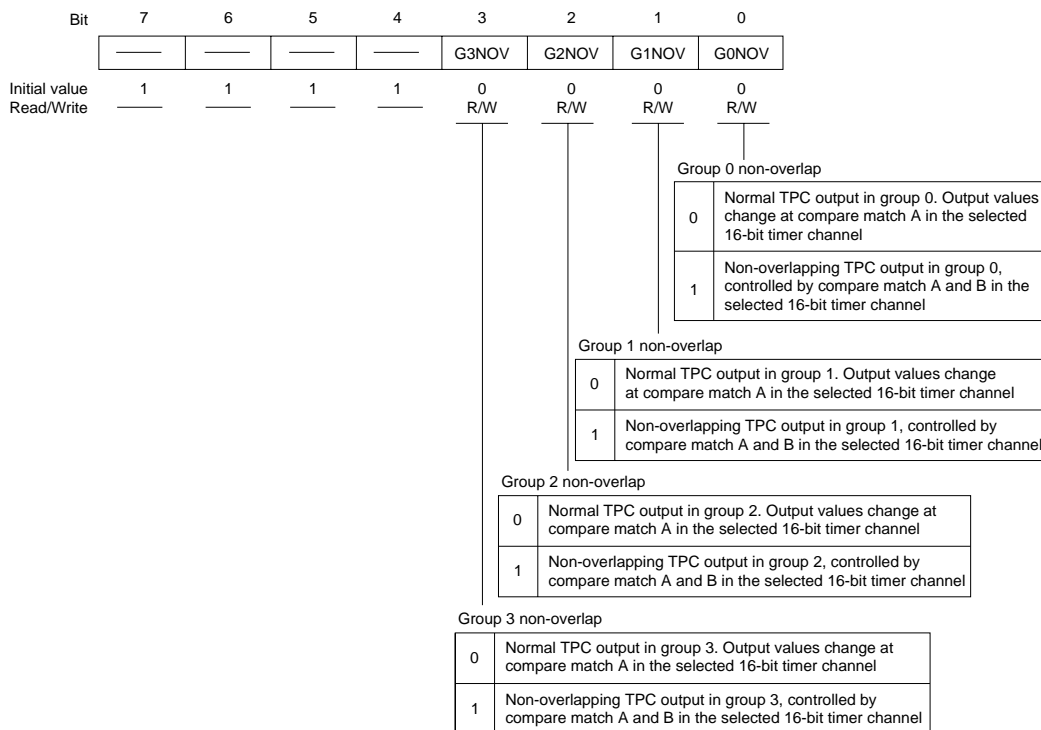 Bit 7 6 5 4 3 2 1 0
G3NOV G2NOV G1NOV G0NOV
Initial value 1 1 1 1 0 0 0 0
Read/Write R/W R/W R/W R/W
Group 0 non-overlap
0 Normal TPC output in group 0. Output values
change at compare match A in the selected
16-bit timer channel
1 Non-overlapping TPC output in group 0,
controlled by compare match A and B in the
selected 16-bit timer channel
Group 1 non-overlap
0 Normal TPC output in group 1. Output values change
at compare match A in the selected 16-bit timer channel
1 Non-overlapping TPC output in group 1, controlled by
compare match A and B in the selected 16-bit timer channel
Group 2 non-overlap
0 Normal TPC output in group 2. Output values change at
compare match A in the selected 16-bit timer channel
1 Non-overlapping TPC output in group 2, controlled by
compare match A and B in the selected 16-bit timer channel
Group 3 non-overlap
0 Normal TPC output in group 3. Output values change at
compare match A in the selected 16-bit timer channel
1 Non-overlapping TPC output in group 3, controlled by
compare match A and B in the selected 16-bit timer channel